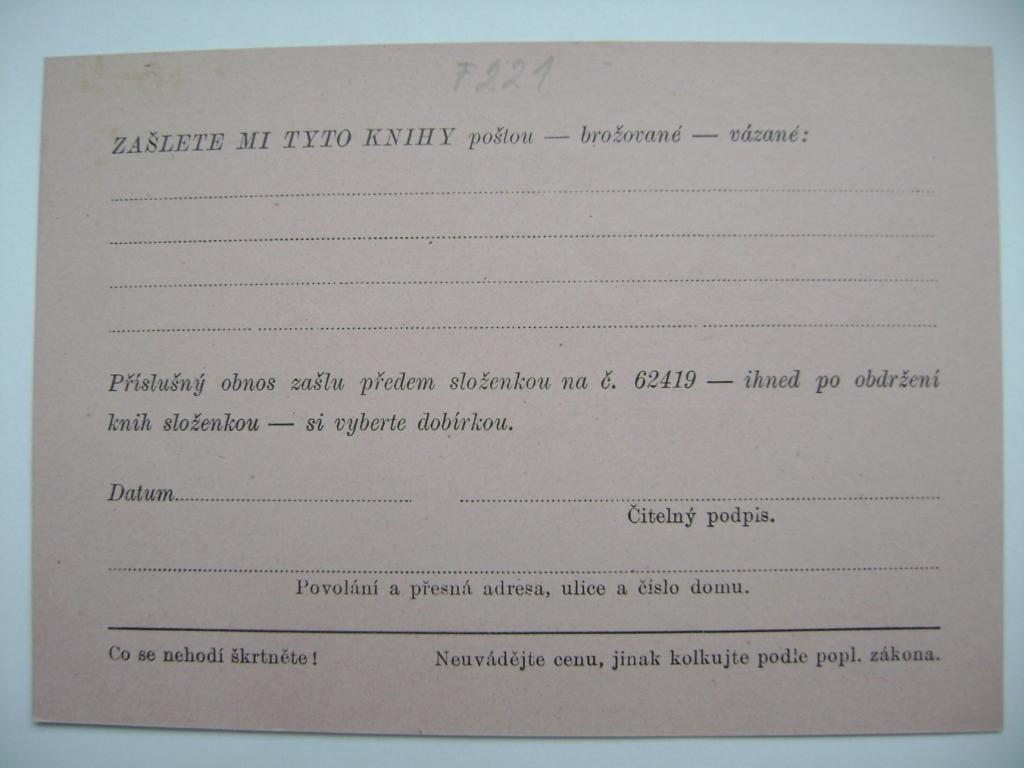 F221
ZAŠLETE MI TYTO KNIHY poštou — brožované — vázané:
Příslušný obnos zašlu předem složenkou na č. 62419 — ihned po obdržení
knih složenkou — si vyberte dobírkou.
Datum
Čitelný podpis.
Povolání a přesná adresa, ulice a číslo domu.
Co se nehodí škrtněte!
Neuvádějte cenu, jinak kolkujte podle popl. zákona.